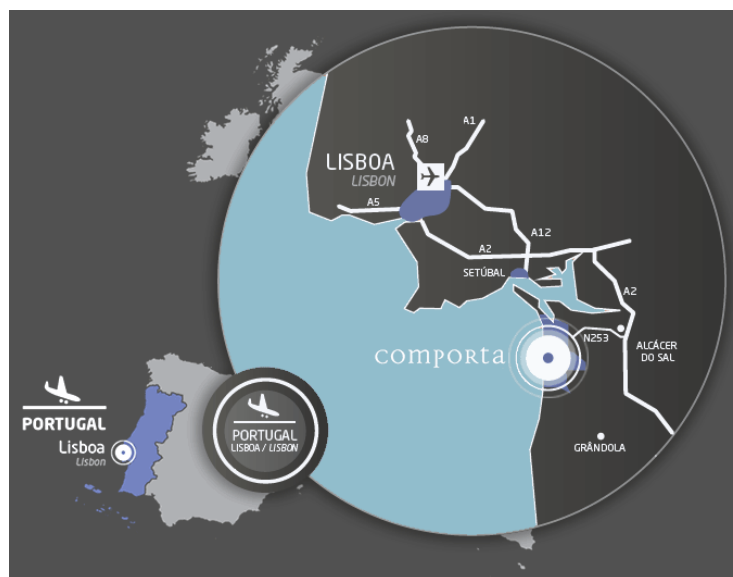 A1
A8
LISBOA
LISBON
A5
A12
A2
SETÚBAL
A2
N253
ALCÁCER
DO SAL
comporta
GRÂNDOLA
PORTUGAL
Lisboa
Lisbon
PORTUGAL
LISBOA / LISBON